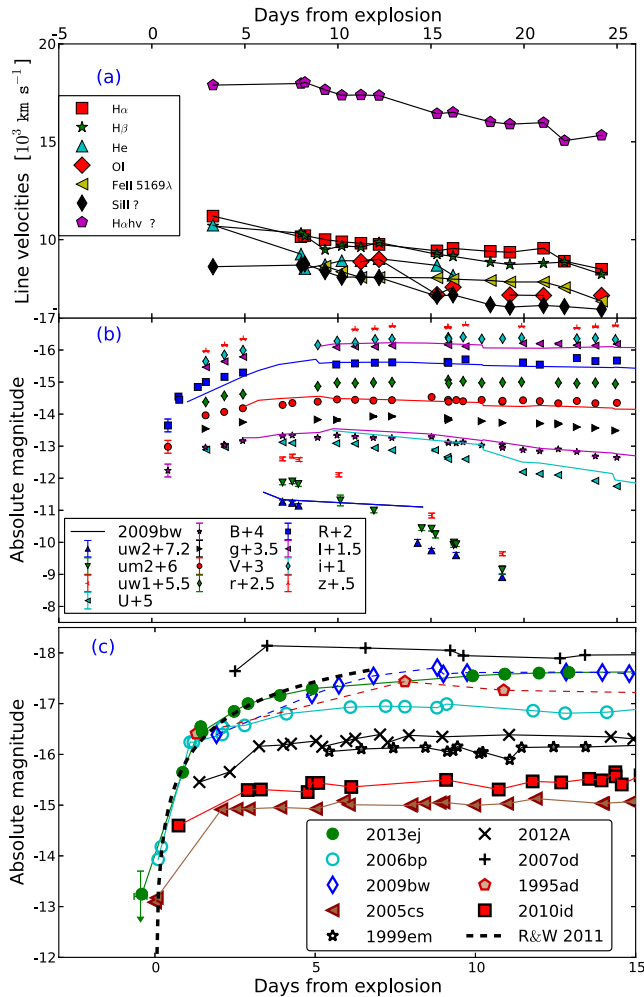 Days from explosion
-5 0 5 10 15 20 25
20
15
10
Line velocities [10³ km s⁻¹]
(a)
Hα
Hβ
He
OI
FeII 5169λ
SiII ?
Hαhv ?
-17
-16
-15
-14
-13
-12
-11
-10
-9
-8
Absolute magnitude
(b)
2009bw
uw2+7.2
um2+6
uw1+5.5
U+5
B+4
g+3.5
V+3
r+2.5
R+2
I+1.5
i+1
z+.5
-18
-17
-16
-15
-14
-13
-12
Absolute magnitude
(c)
2013ej
2006bp
2009bw
2005cs
1999em
2012A
2007od
1995ad
2010id
R&W 2011
0 5 10 15
Days from explosion